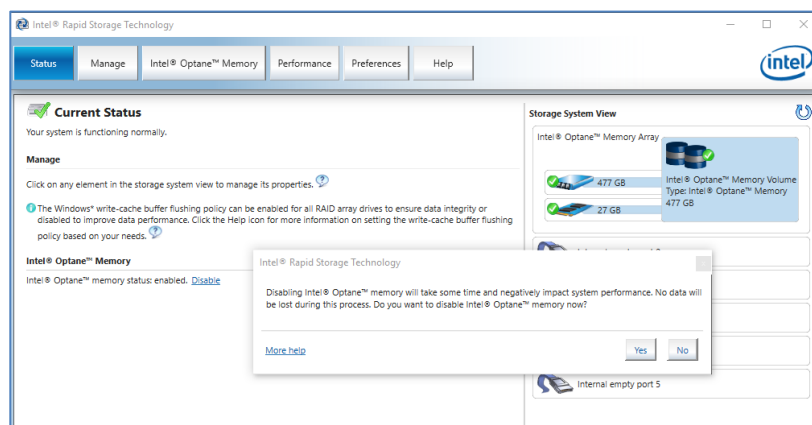 Intel® Rapid Storage Technology
Status
Manage
Intel® Optane™ Memory
Performance
Preferences
Help
intel
Current Status
Your system is functioning normally.
Manage
Click on any element in the storage system view to manage its properties.
The Windows* write-cache buffer flushing policy can be enabled for all RAID array drives to ensure data integrity or
disabled to improve data performance. Click the Help icon for more information on setting the write-cache buffer flushing
policy based on your needs.
Intel® Optane™ Memory
Intel® Optane™ memory status: enabled. Disable
Storage System View
Intel® Optane™ Memory Array
477 GB
27 GB
Intel® Optane™ Memory Volume
Type: Intel® Optane™ Memory
477 GB
Intel® Rapid Storage Technology
Disabling Intel® Optane™ memory will take some time and negatively impact system performance. No data will
be lost during this process. Do you want to disable Intel® Optane™ memory now?
More help
Yes
No
Internal empty port 5